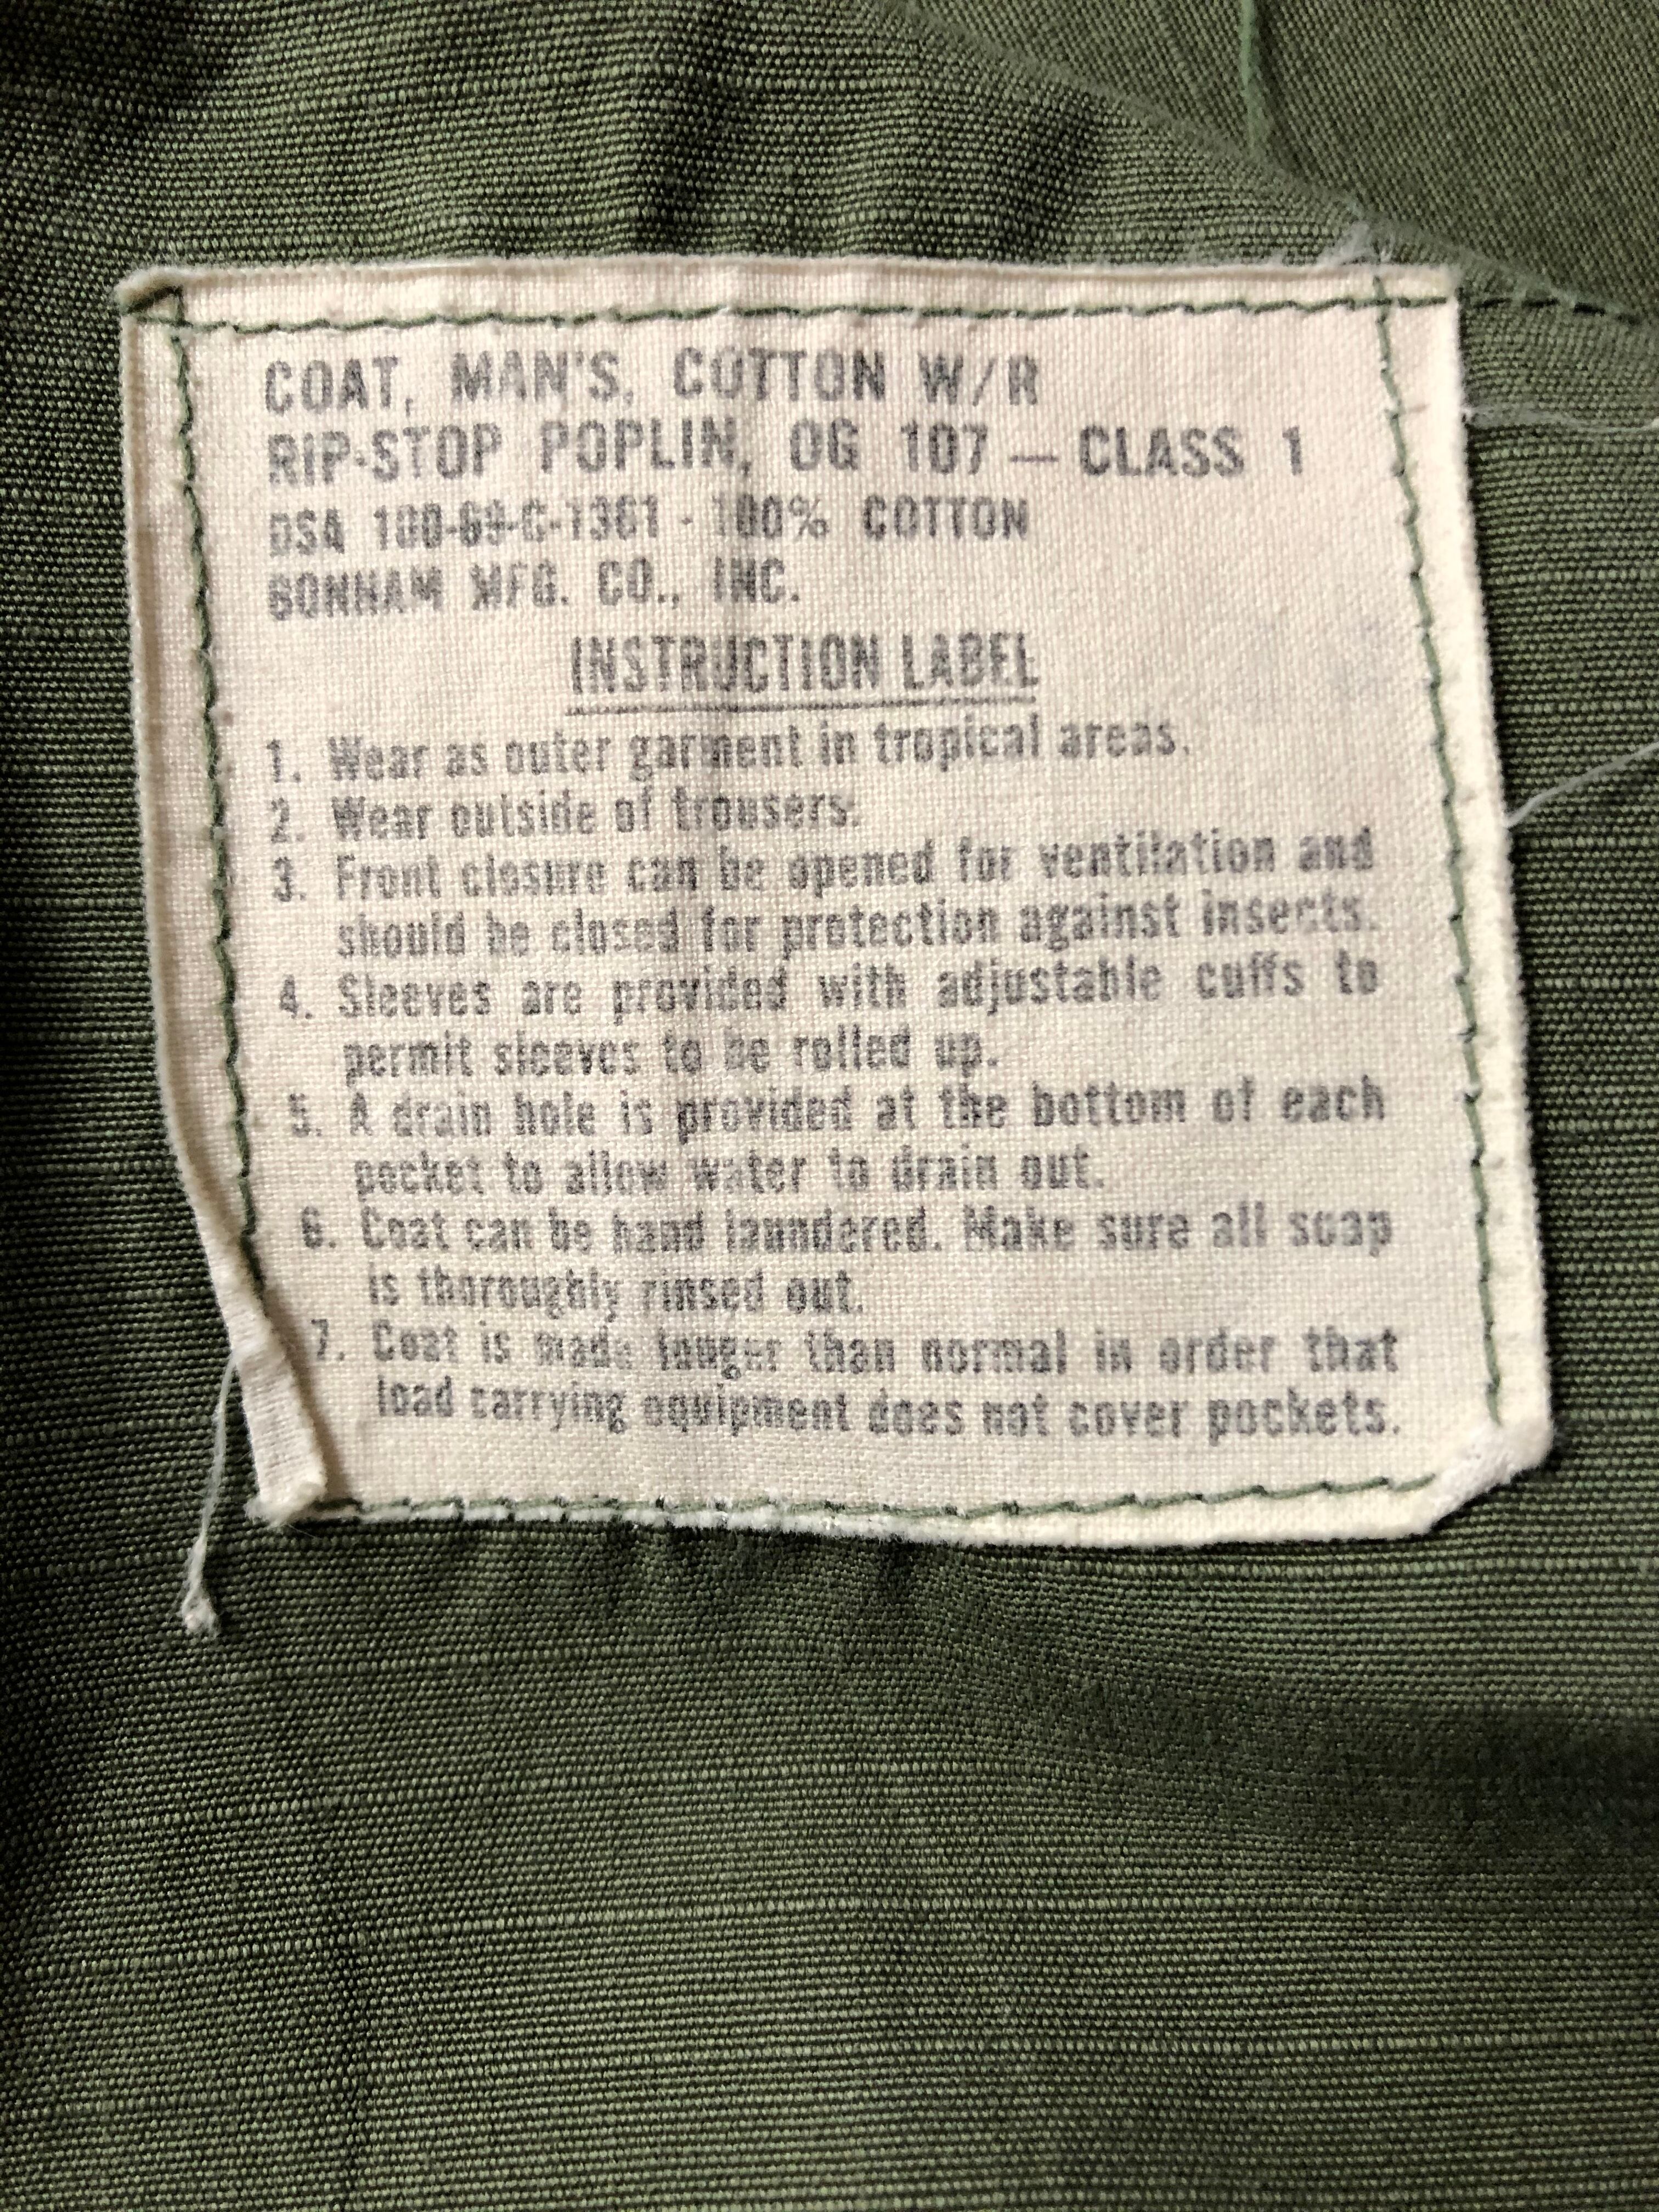 COAT, MAN'S, COTTON W/R
RIP-STOP POPLIN, OG 107 — CLASS 1
DSA 100-69-C-1361 - 100% COTTON
BONHAM MFG. CO., INC.
INSTRUCTION LABEL
1. Wear as outer garment in tropical areas.
2. Wear outside of trousers.
3. Front closure can be opened for ventilation and
should be closed for protection against insects.
4. Sleeves are provided with adjustable cuffs to
permit sleeves to be rolled up.
5. A drain hole is provided at the bottom of each
pocket to allow water to drain out.
6. Coat can be hand laundered. Make sure all soap
is thoroughly rinsed out.
7. Coat is made longer than normal in order that
load carrying equipment does not cover pockets.